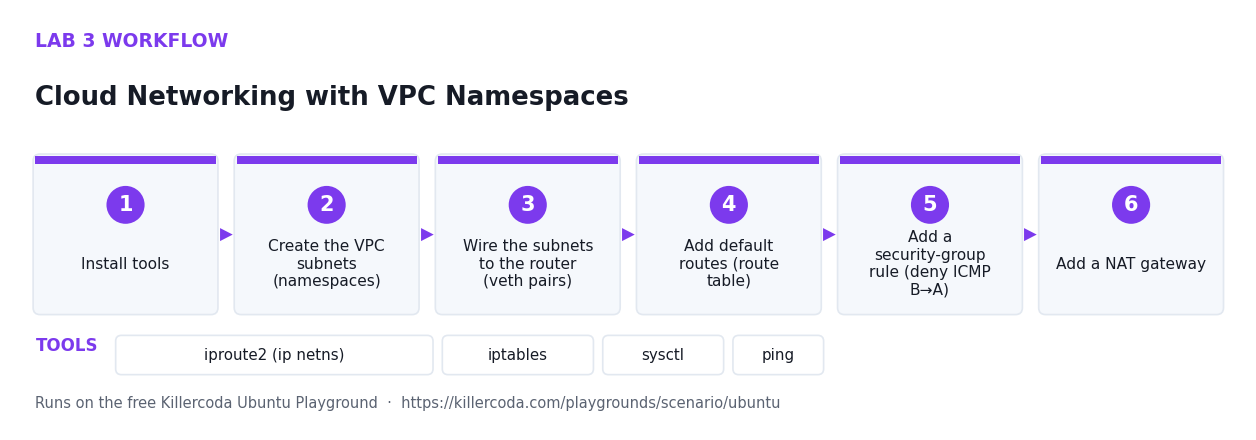 LAB 3 WORKFLOW
Cloud Networking with VPC Namespaces
1
Install tools
2
Create the VPC
subnets
(namespaces)
3
Wire the subnets
to the router
(veth pairs)
4
Add default
routes (route
table)
5
Add a
security-group
rule (deny ICMP
B→A)
6
Add a NAT gateway
TOOLS
iproute2 (ip netns)
iptables
sysctl
ping
Runs on the free Killercoda Ubuntu Playground · https://killercoda.com/playgrounds/scenario/ubuntu